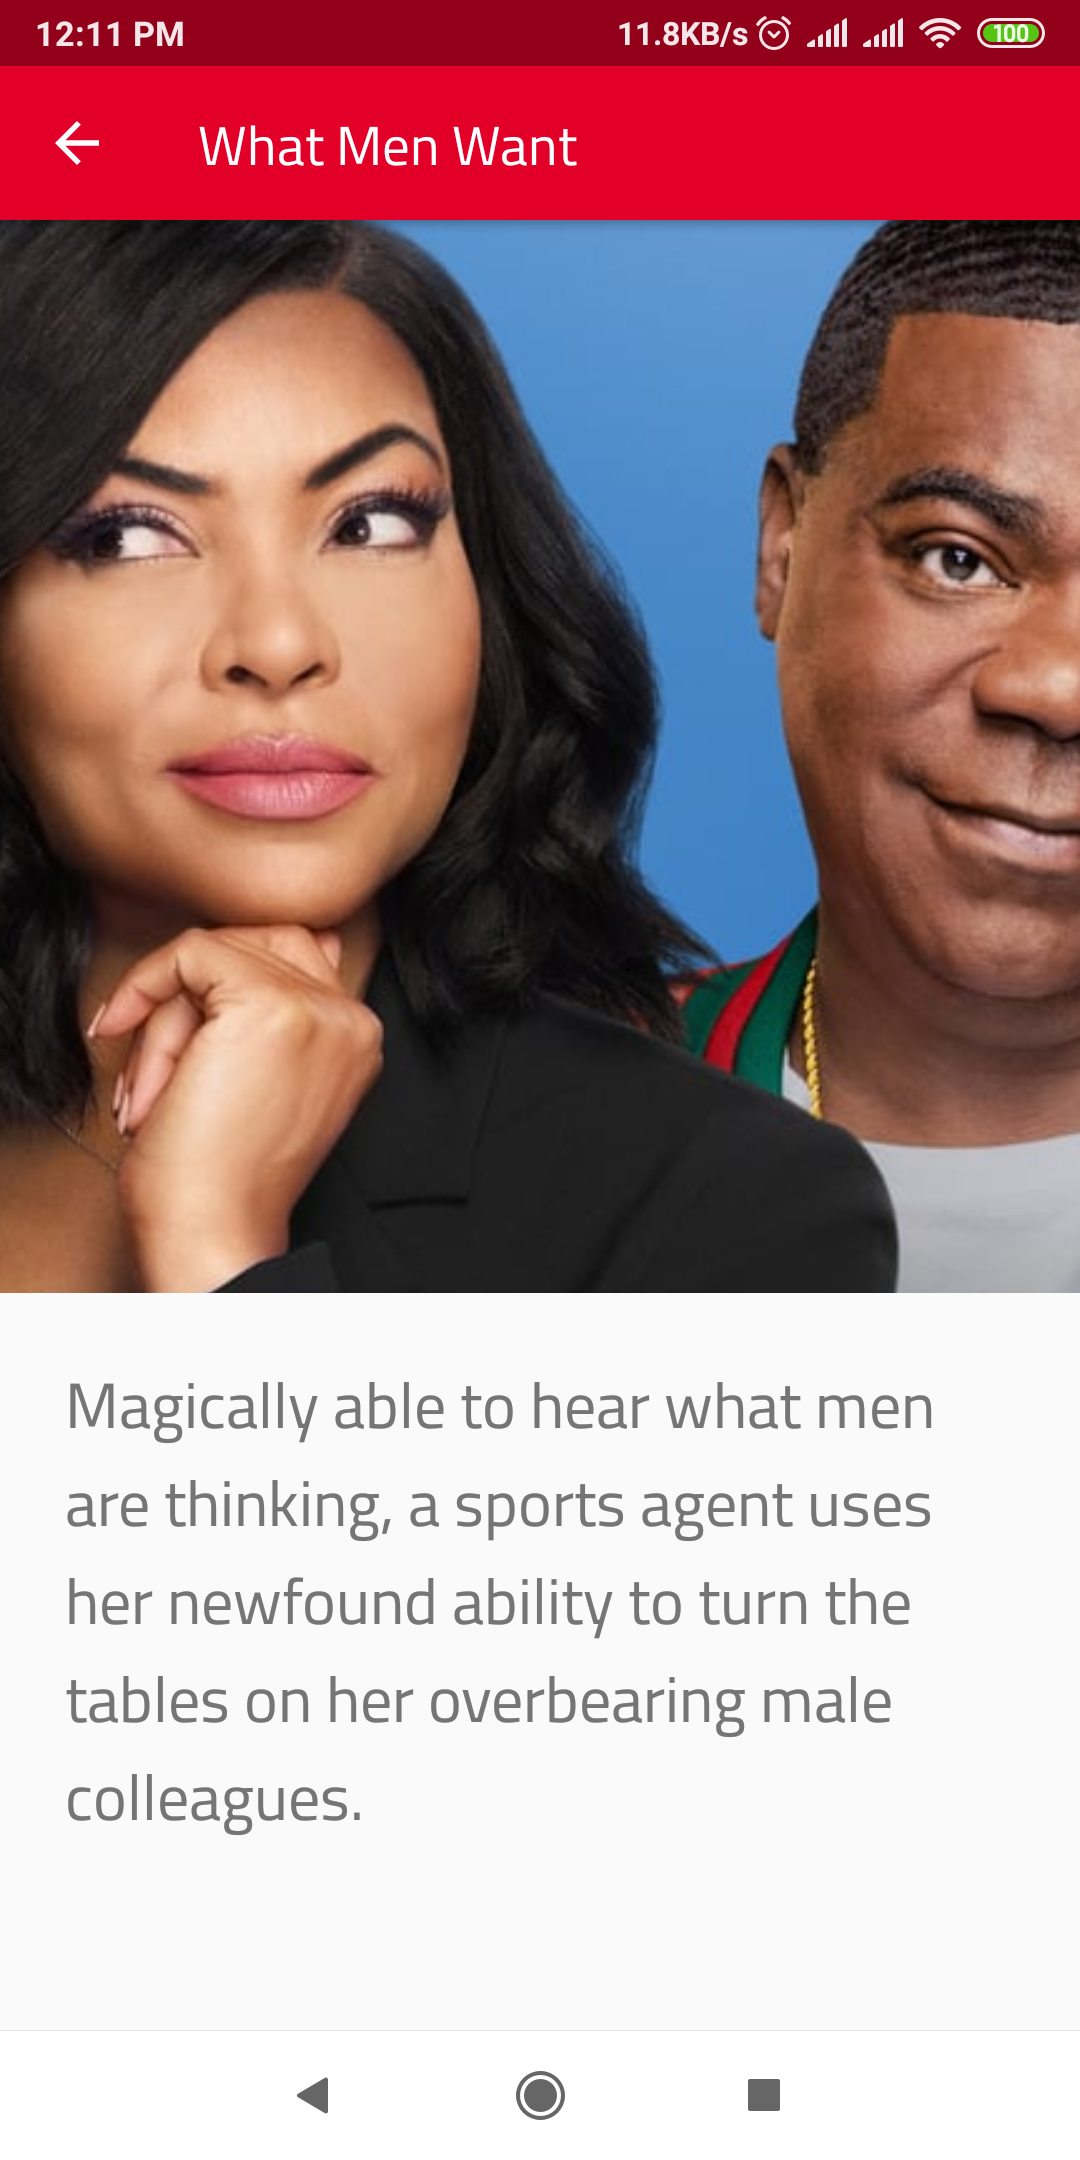 12:11 PM 11.8KB/s 100
What Men Want
Magically able to hear what men
are thinking, a sports agent uses
her newfound ability to turn the
tables on her overbearing male
colleagues.